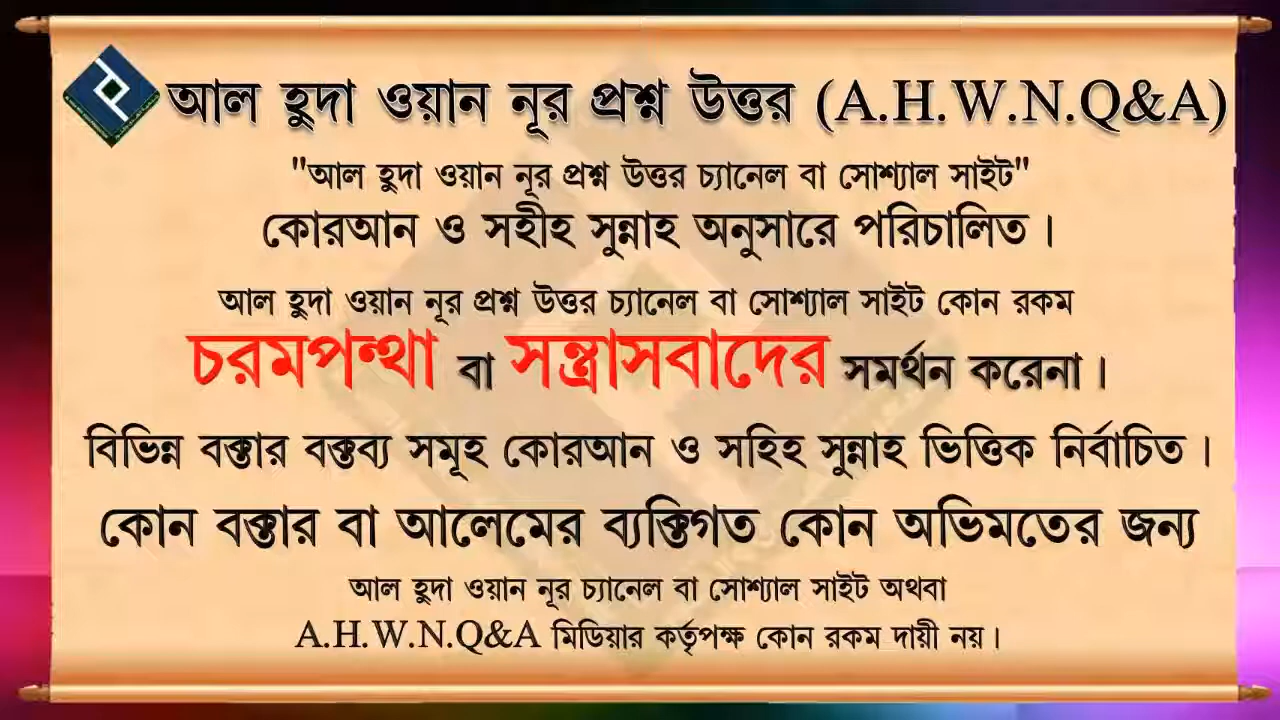 আল হুদা ওয়ান নূর প্রশ্ন উত্তর (A.H.W.N.Q&A)
"আল হুদা ওয়ান নূর প্রশ্ন উত্তর চ্যানেল বা সোশ্যাল সাইট"
কোরআন ও সহীহ সুন্নাহ অনুসারে পরিচালিত ।
আল হুদা ওয়ান নূর প্রশ্ন উত্তর চ্যানেল বা সোশ্যাল সাইট কোন রকম
চরমপন্থা বা সন্ত্রাসবাদের সমর্থন করেনা ।
বিভিন্ন বক্তার বক্তব্য সমূহ কোরআন ও সহিহ সুন্নাহ ভিত্তিক নির্বাচিত ।
কোন বক্তার বা আলেমের ব্যক্তিগত কোন অভিমতের জন্য
আল হুদা ওয়ান নূর চ্যানেল বা সোশ্যাল সাইট অথবা
A.H.W.N.Q&A মিডিয়ার কর্তৃপক্ষ কোন রকম দায়ী নয় ।